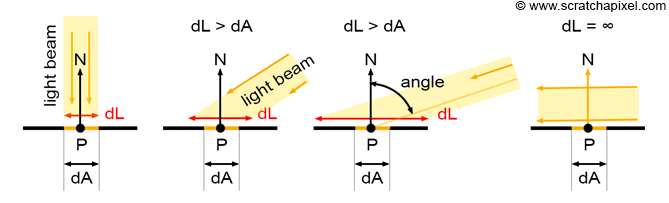 © www.scratchapixel.com
light beam
N
dL
P
dA
dL > dA
N
light beam
dL
P
dA
dL > dA
N
angle
dL
P
dA
dL = ∞
N
P
dA